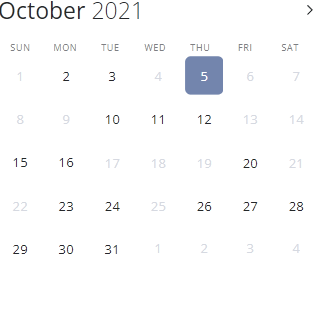 October 2021 >
SUN MON TUE WED THU FRI SAT
1 2 3 4 5 6 7
8 9 10 11 12 13 14
15 16 17 18 19 20 21
22 23 24 25 26 27 28
29 30 31 1 2 3 4